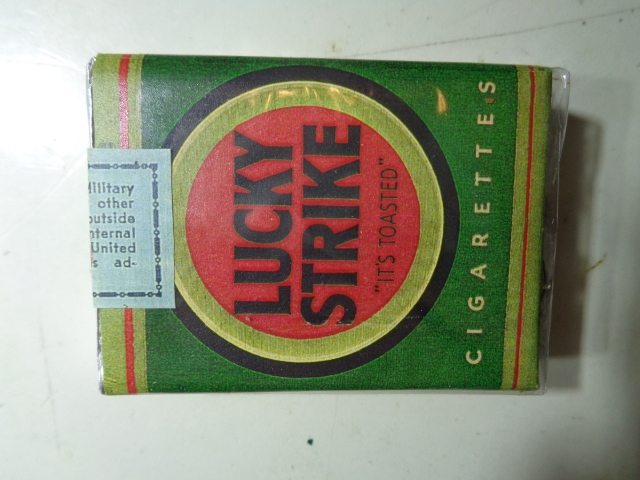 LUCKY
STRIKE
"IT'S TOASTED"
CIGARETTES
Military
other
outside
nternal
United
s ad-